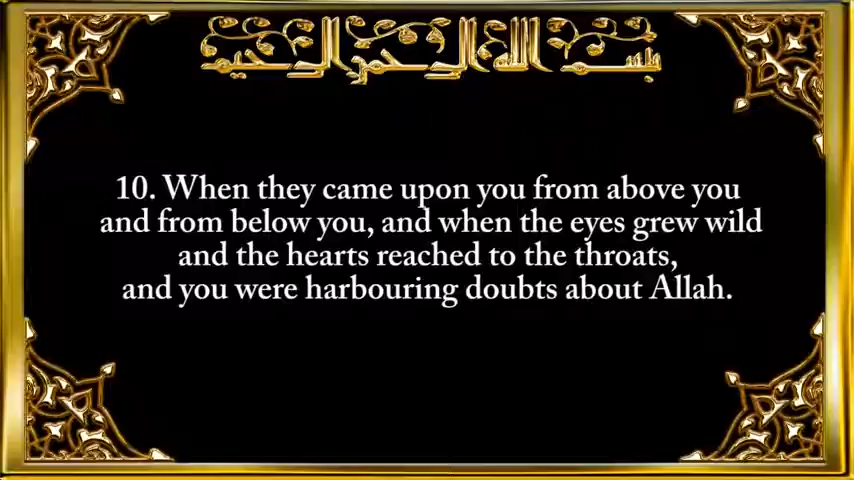 بسم الله الرحمن الرحيم
10. When they came upon you from above you
and from below you, and when the eyes grew wild
and the hearts reached to the throats,
and you were harbouring doubts about Allah.